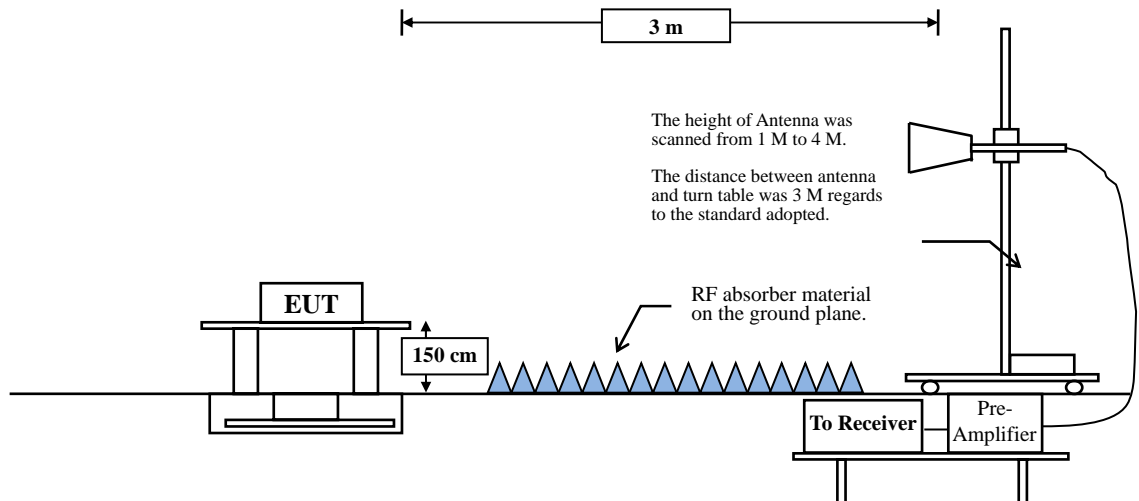 3 m
The height of Antenna was
scanned from 1 M to 4 M.
The distance between antenna
and turn table was 3 M regards
to the standard adopted.
EUT
RF absorber material
on the ground plane.
150 cm
To Receiver
Pre-
Amplifier